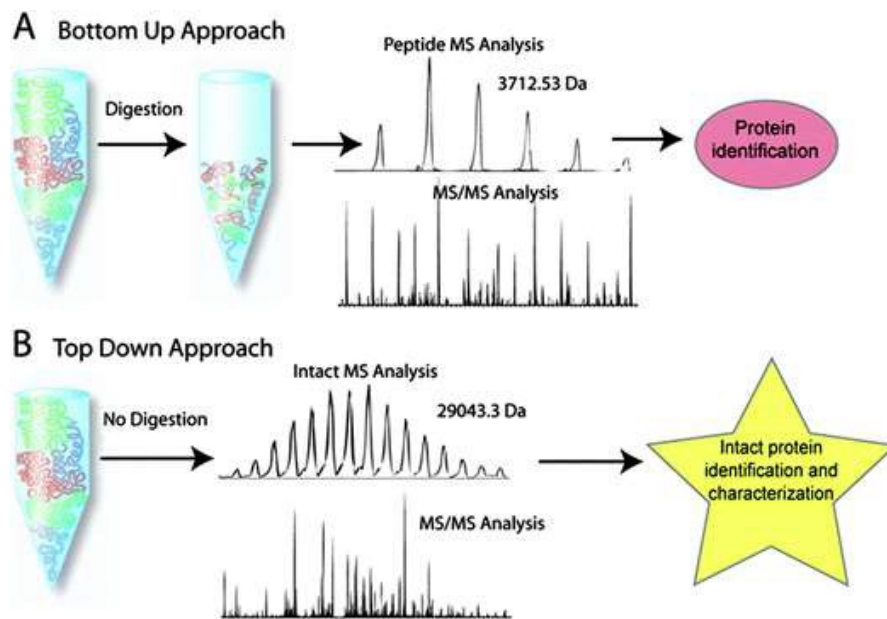 A Bottom Up Approach
Digestion
Peptide MS Analysis
3712.53 Da
MS/MS Analysis
Protein
identification
B Top Down Approach
No Digestion
Intact MS Analysis
29043.3 Da
MS/MS Analysis
Intact protein
identification and
characterization